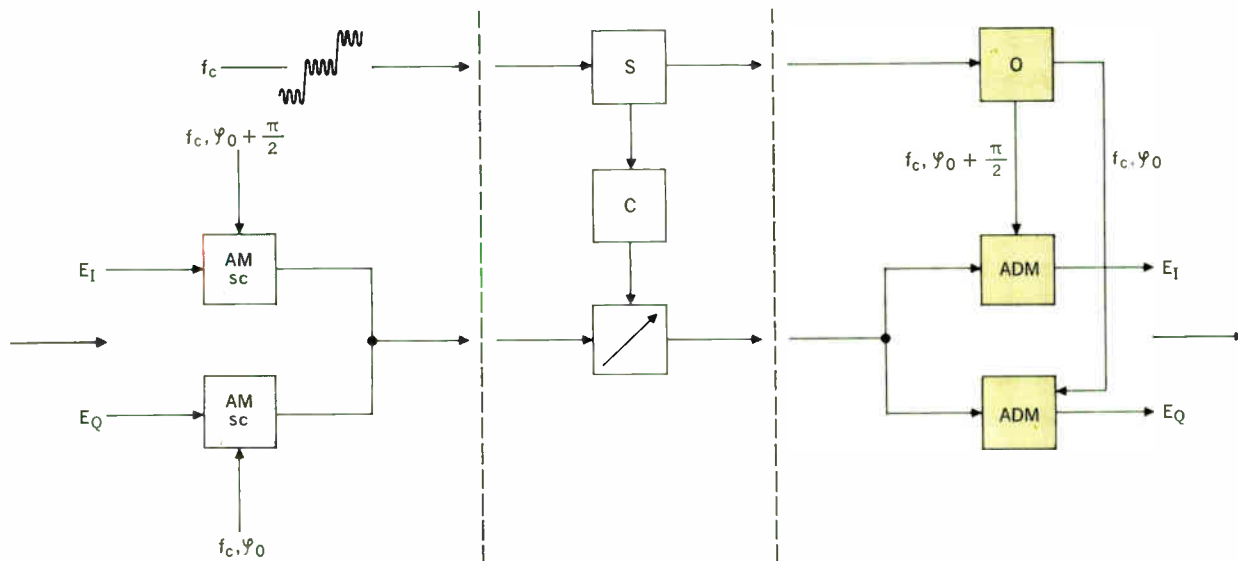 f_c
S
O
f_c, φ_0 + π/2
C
f_c, φ_0 + π/2
f_c, φ_0
E_I
AM
sc
ADM
E_I
E_Q
AM
sc
ADM
E_Q
f_c, φ_0